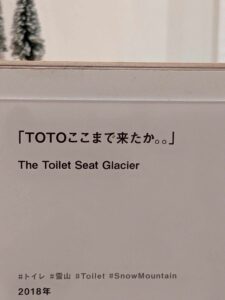 「TOTOここまで来たか。。」
The Toilet Seat Glacier
#トイレ #雪山 #Toilet #SnowMountain
2018年